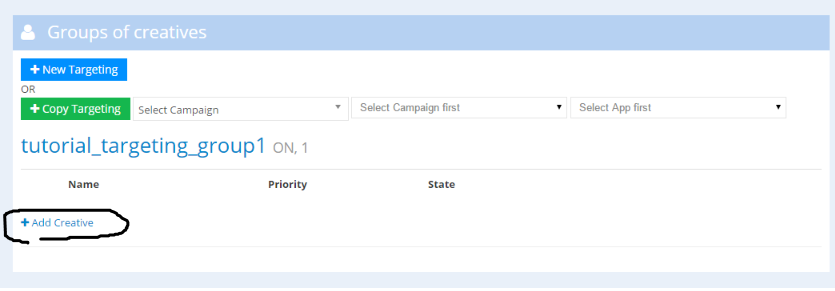 Groups of creatives
+ New Targeting
OR
+ Copy Targeting Select Campaign Select Campaign first Select App first
tutorial_targeting_group1 ON, 1
Name Priority State
+ Add Creative